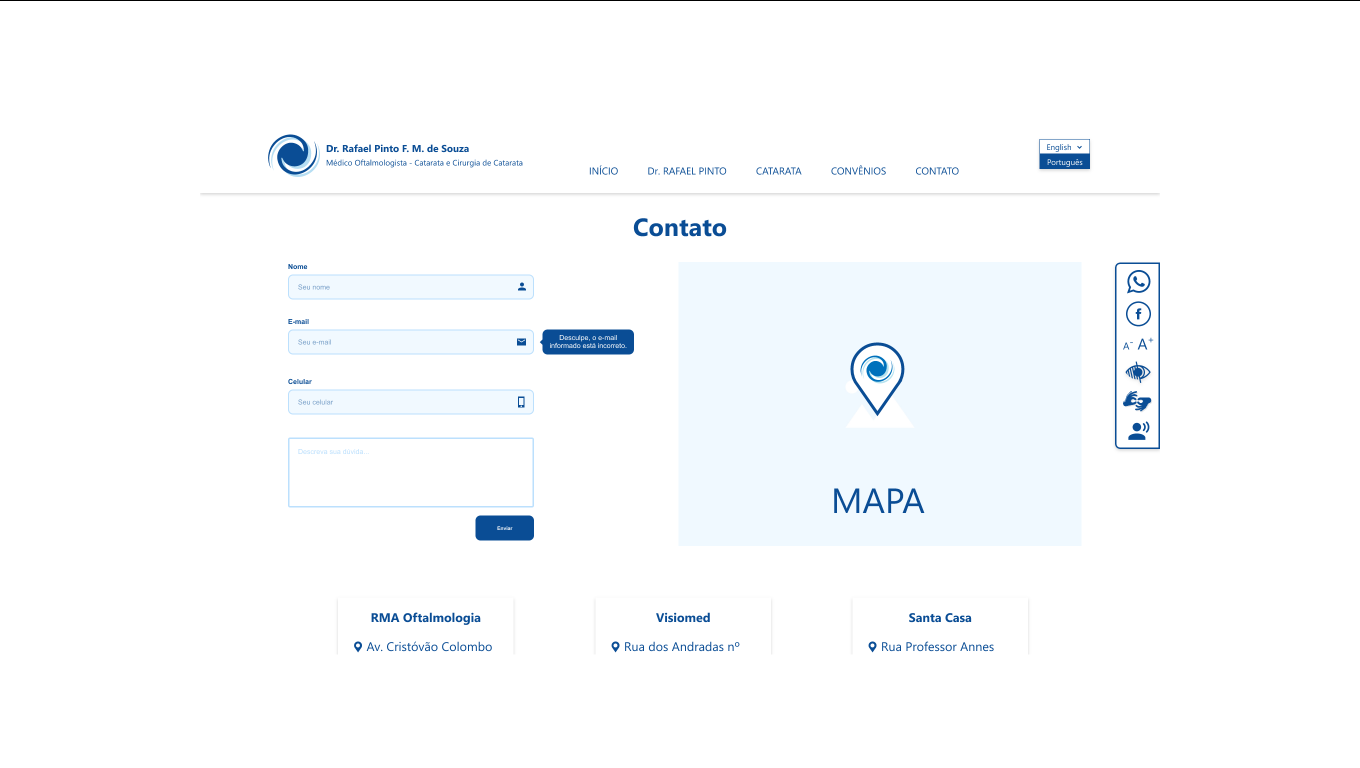 Dr. Rafael Pinto F. M. de Souza
Médico Oftalmologista - Catarata e Cirurgia de Catarata
INÍCIO
Dr. RAFAEL PINTO
CATARATA
CONVÊNIOS
CONTATO
English
Português
Contato
Nome
Seu nome
E-mail
Seu e-mail
Desculpe, o e-mail
informado está incorreto.
Celular
Seu celular
Descreva sua dúvida...
Enviar
MAPA
A-
A+
RMA Oftalmologia
Av. Cristóvão Colombo
Visiomed
Rua dos Andradas nº
Santa Casa
Rua Professor Annes